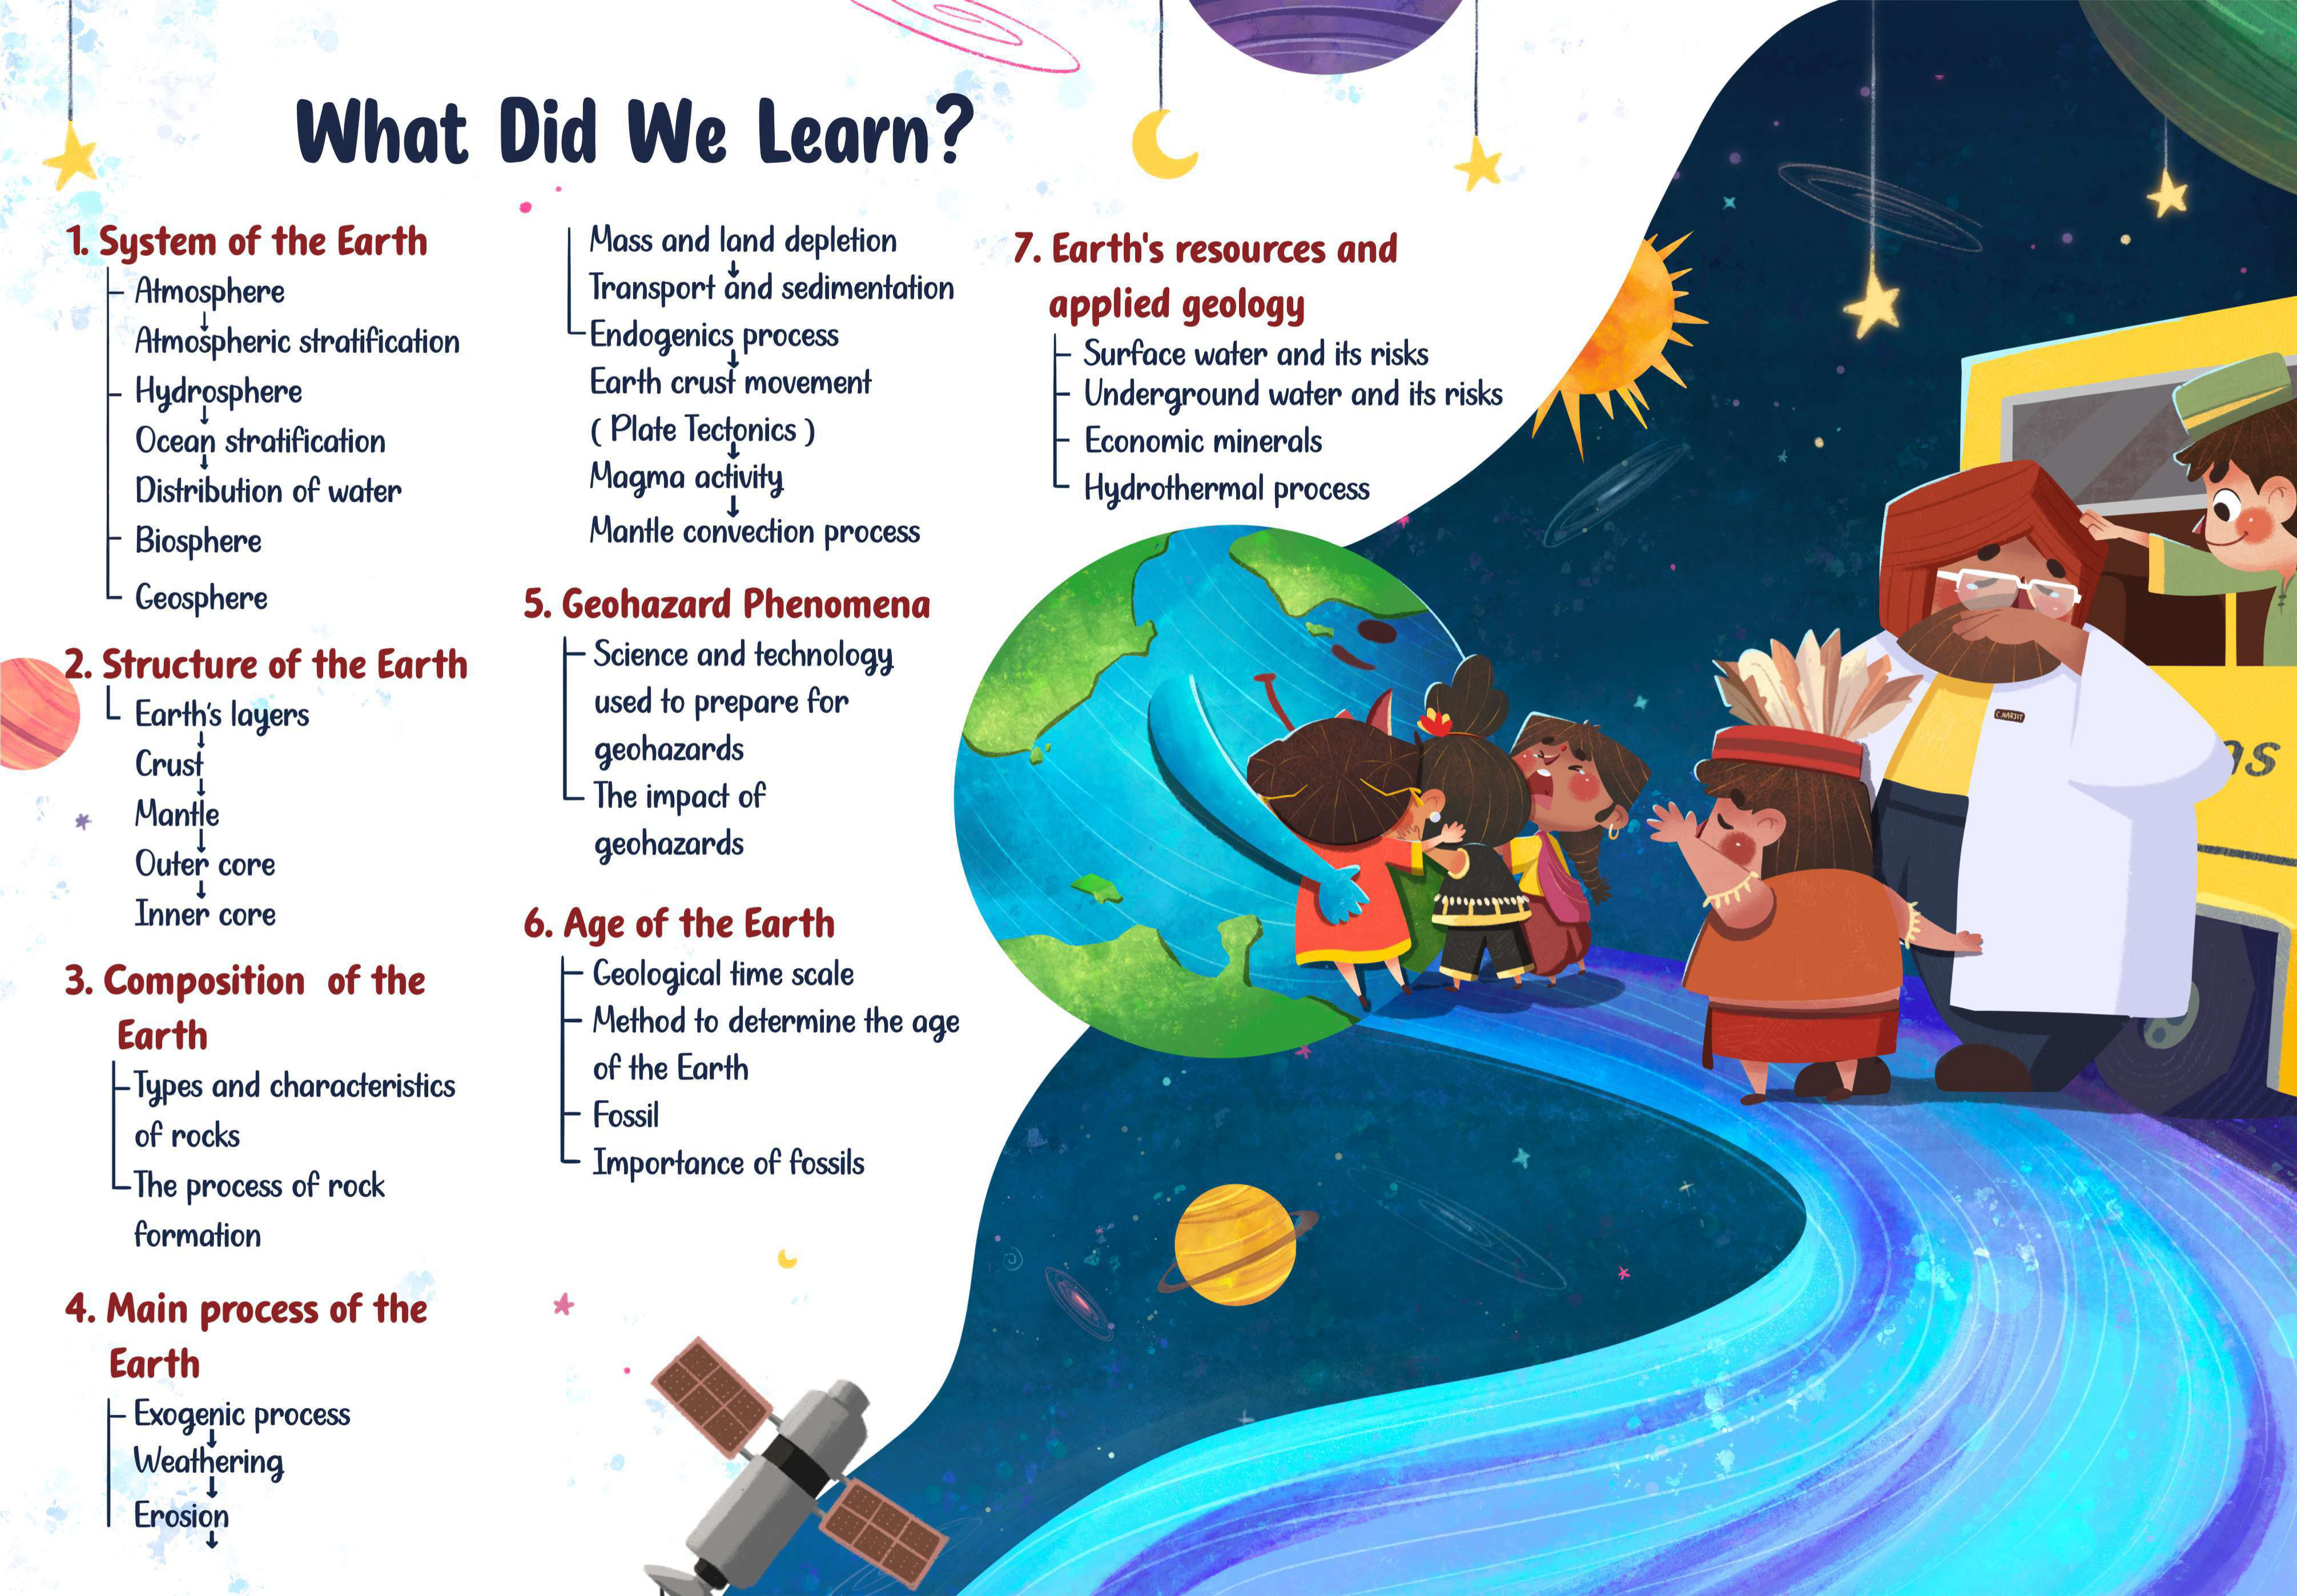 What Did We Learn?
1. System of the Earth
Atmosphere
Atmospheric stratification
Hydrosphere
Ocean stratification
Distribution of water
Biosphere
Geosphere
2. Structure of the Earth
Earth's layers
Crust
Mantle
Outer core
Inner core
3. Composition of the
Earth
Types and characteristics
of rocks
The process of rock
formation
4. Main process of the
Earth
Exogenic process
Weathering
Erosion
Mass and land depletion
Transport and sedimentation
Endogenics process
Earth crust movement
( Plate Tectonics )
Magma activity
Mantle convection process
5. Geohazard Phenomena
Science and technology
used to prepare for
geohazards
The impact of
geohazards
6. Age of the Earth
Geological time scale
Method to determine the age
of the Earth
Fossil
Importance of fossils
7. Earth's resources and
applied geology
Surface water and its risks
Underground water and its risks
Economic minerals
Hydrothermal process
C.HARJIT